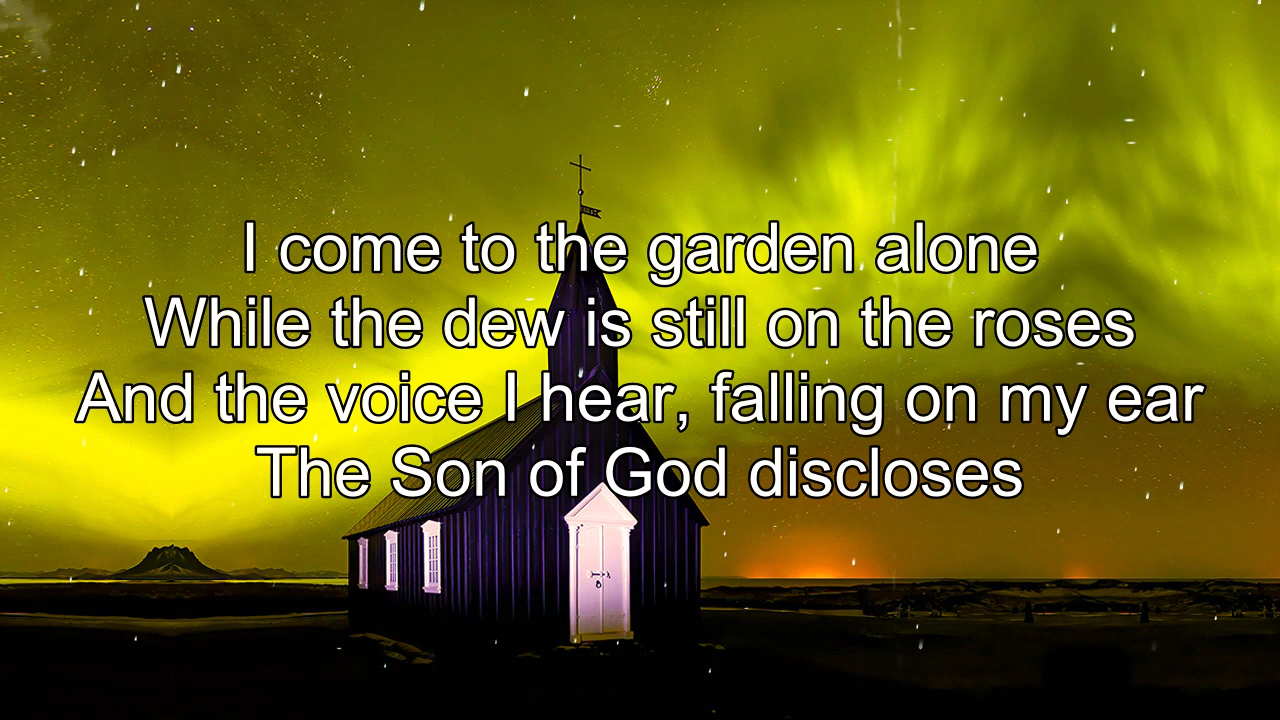 I come to the garden alone
While the dew is still on the roses
And the voice I hear, falling on my ear
The Son of God discloses